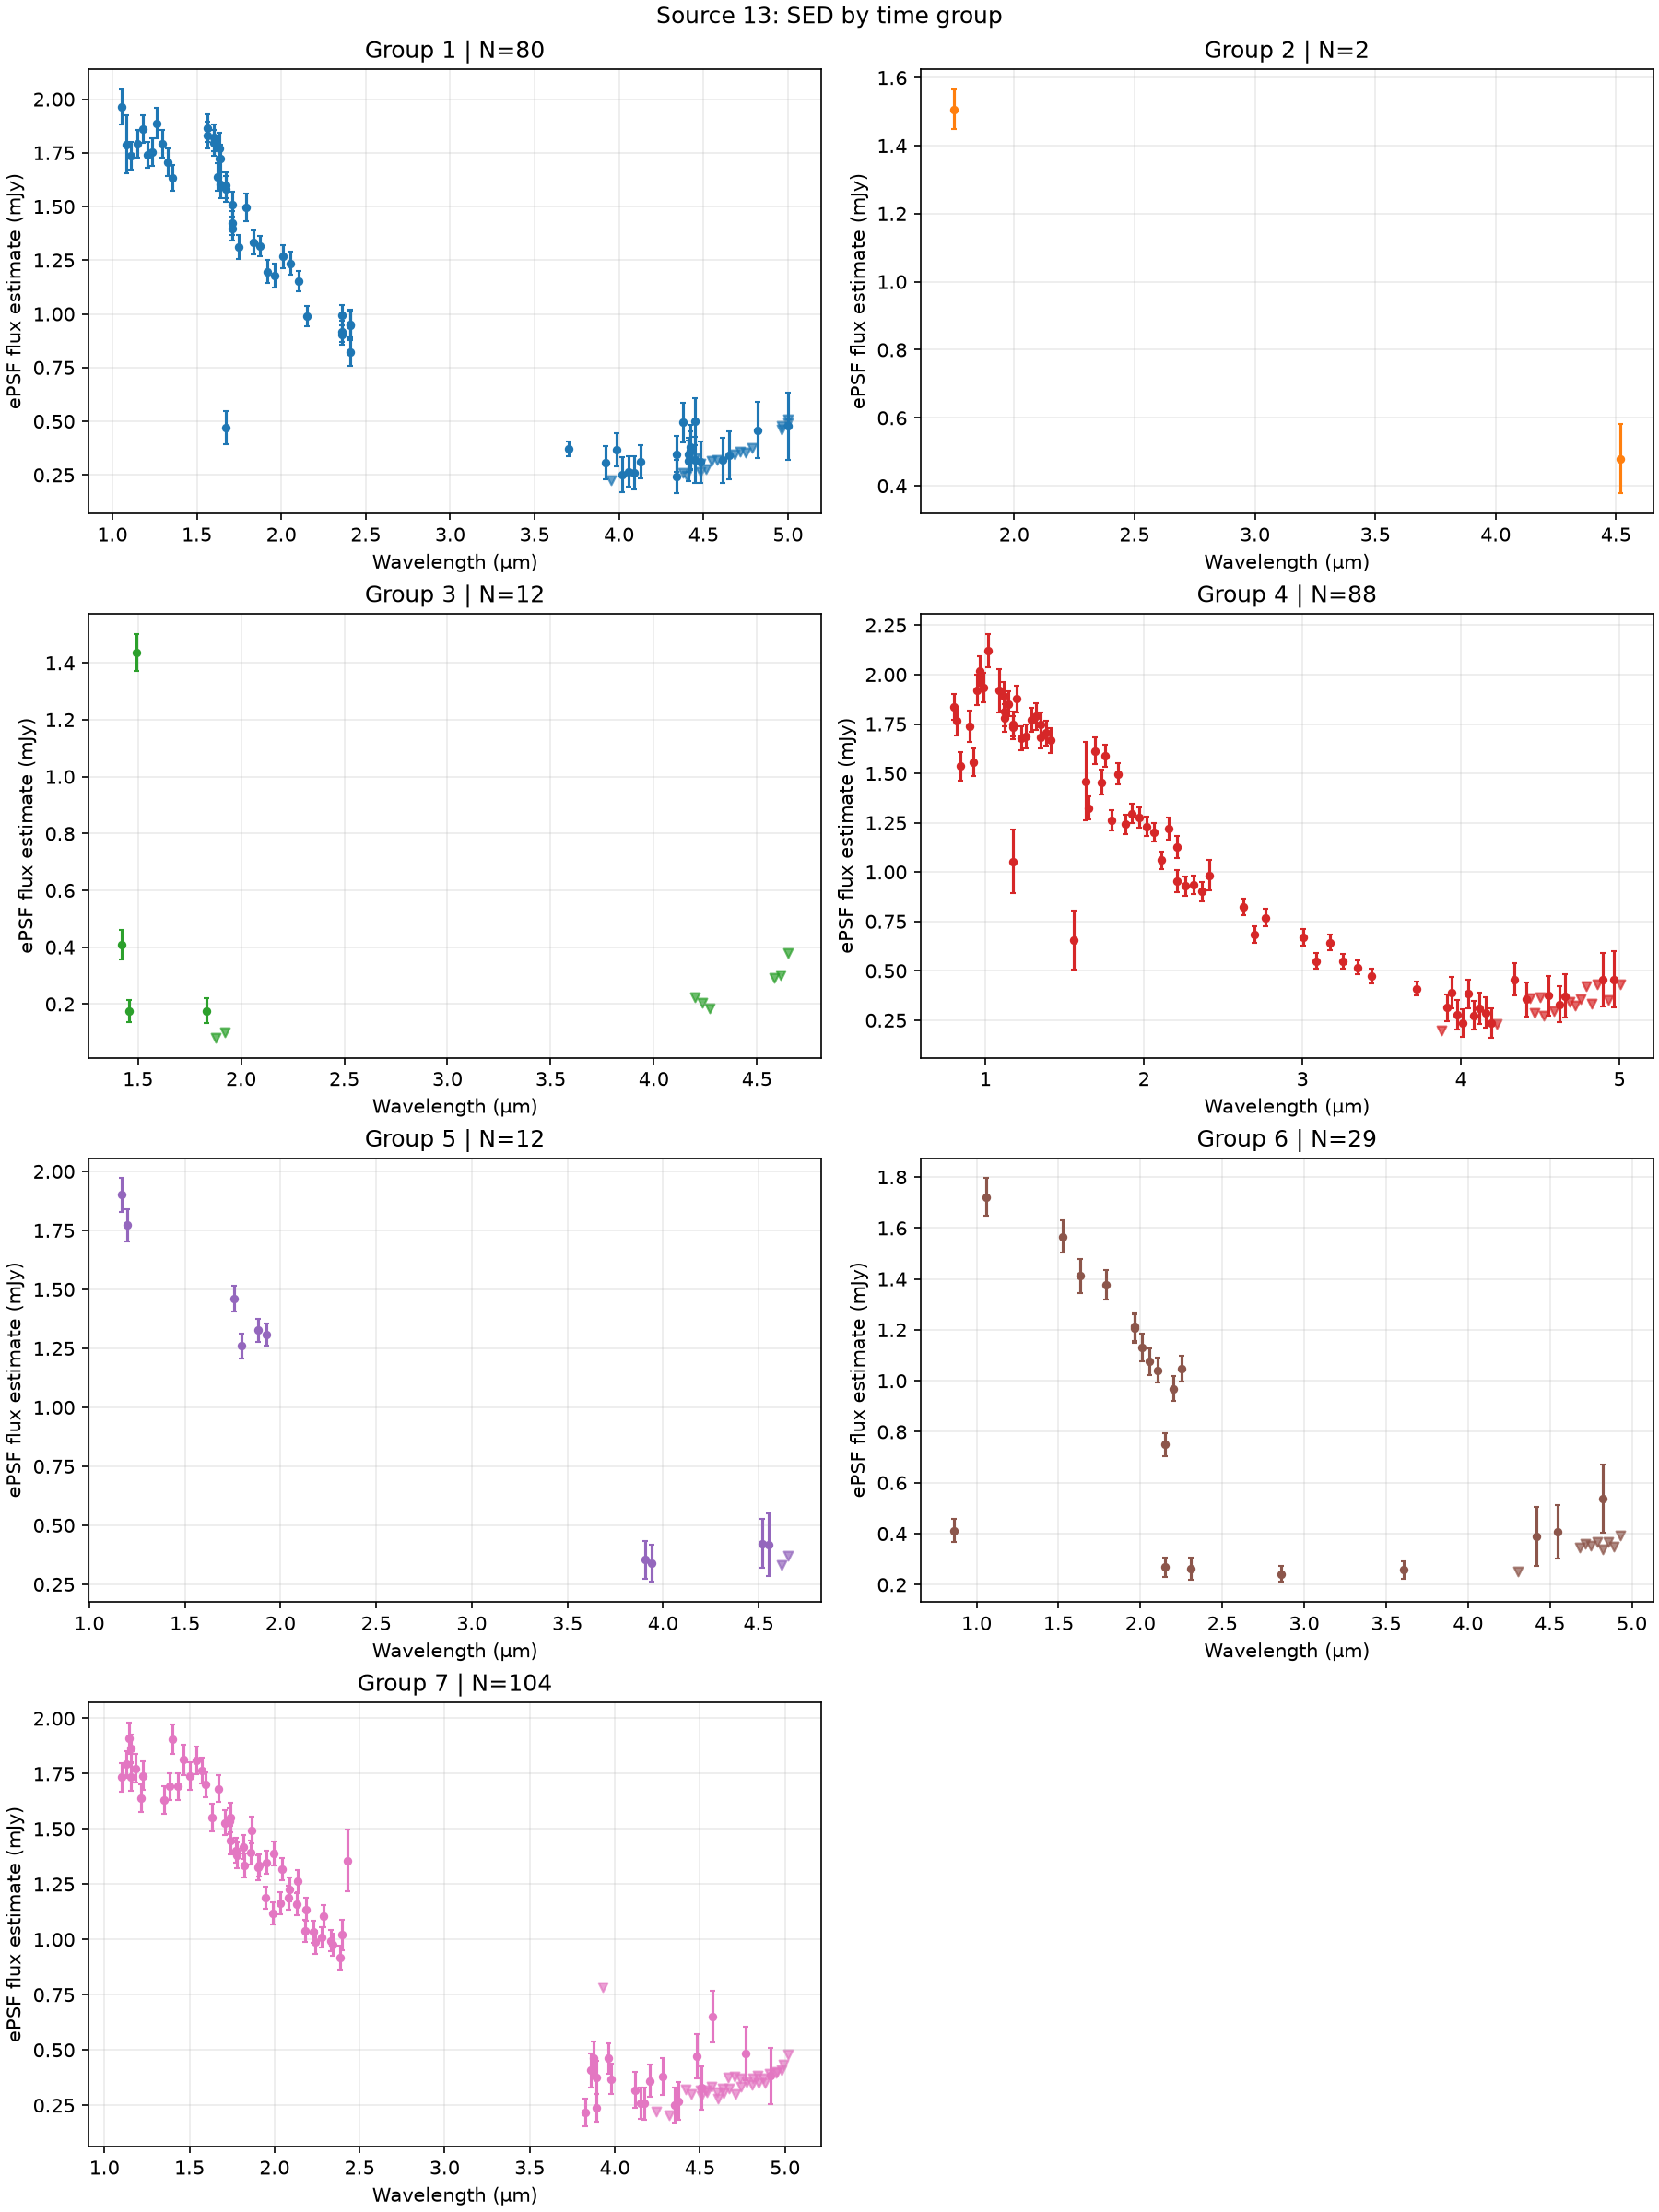 Source 13: SED by time group
Group 1 | N=80
ePSF flux estimate (mJy)
2.00
1.75
1.50
1.25
1.00
0.75
0.50
0.25
1.0 1.5 2.0 2.5 3.0 3.5 4.0 4.5 5.0
Wavelength (µm)
Group 2 | N=2
ePSF flux estimate (mJy)
1.6
1.4
1.2
1.0
0.8
0.6
0.4
2.0 2.5 3.0 3.5 4.0 4.5
Wavelength (µm)
Group 3 | N=12
ePSF flux estimate (mJy)
1.4
1.2
1.0
0.8
0.6
0.4
0.2
1.5 2.0 2.5 3.0 3.5 4.0 4.5
Wavelength (µm)
Group 4 | N=88
ePSF flux estimate (mJy)
2.25
2.00
1.75
1.50
1.25
1.00
0.75
0.50
0.25
1 2 3 4 5
Wavelength (µm)
Group 5 | N=12
ePSF flux estimate (mJy)
2.00
1.75
1.50
1.25
1.00
0.75
0.50
0.25
1.0 1.5 2.0 2.5 3.0 3.5 4.0 4.5
Wavelength (µm)
Group 6 | N=29
ePSF flux estimate (mJy)
1.8
1.6
1.4
1.2
1.0
0.8
0.6
0.4
0.2
1.0 1.5 2.0 2.5 3.0 3.5 4.0 4.5 5.0
Wavelength (µm)
Group 7 | N=104
ePSF flux estimate (mJy)
2.00
1.75
1.50
1.25
1.00
0.75
0.50
0.25
1.0 1.5 2.0 2.5 3.0 3.5 4.0 4.5 5.0
Wavelength (µm)